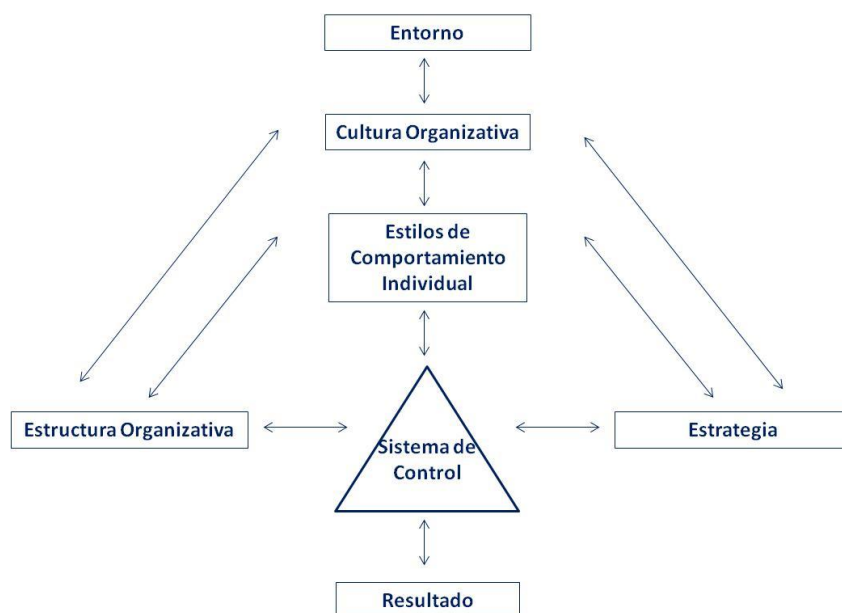 Entorno
Cultura Organizativa
Estilos de
Comportamiento
Individual
Estructura Organizativa
Sistema de
Control
Estrategia
Resultado